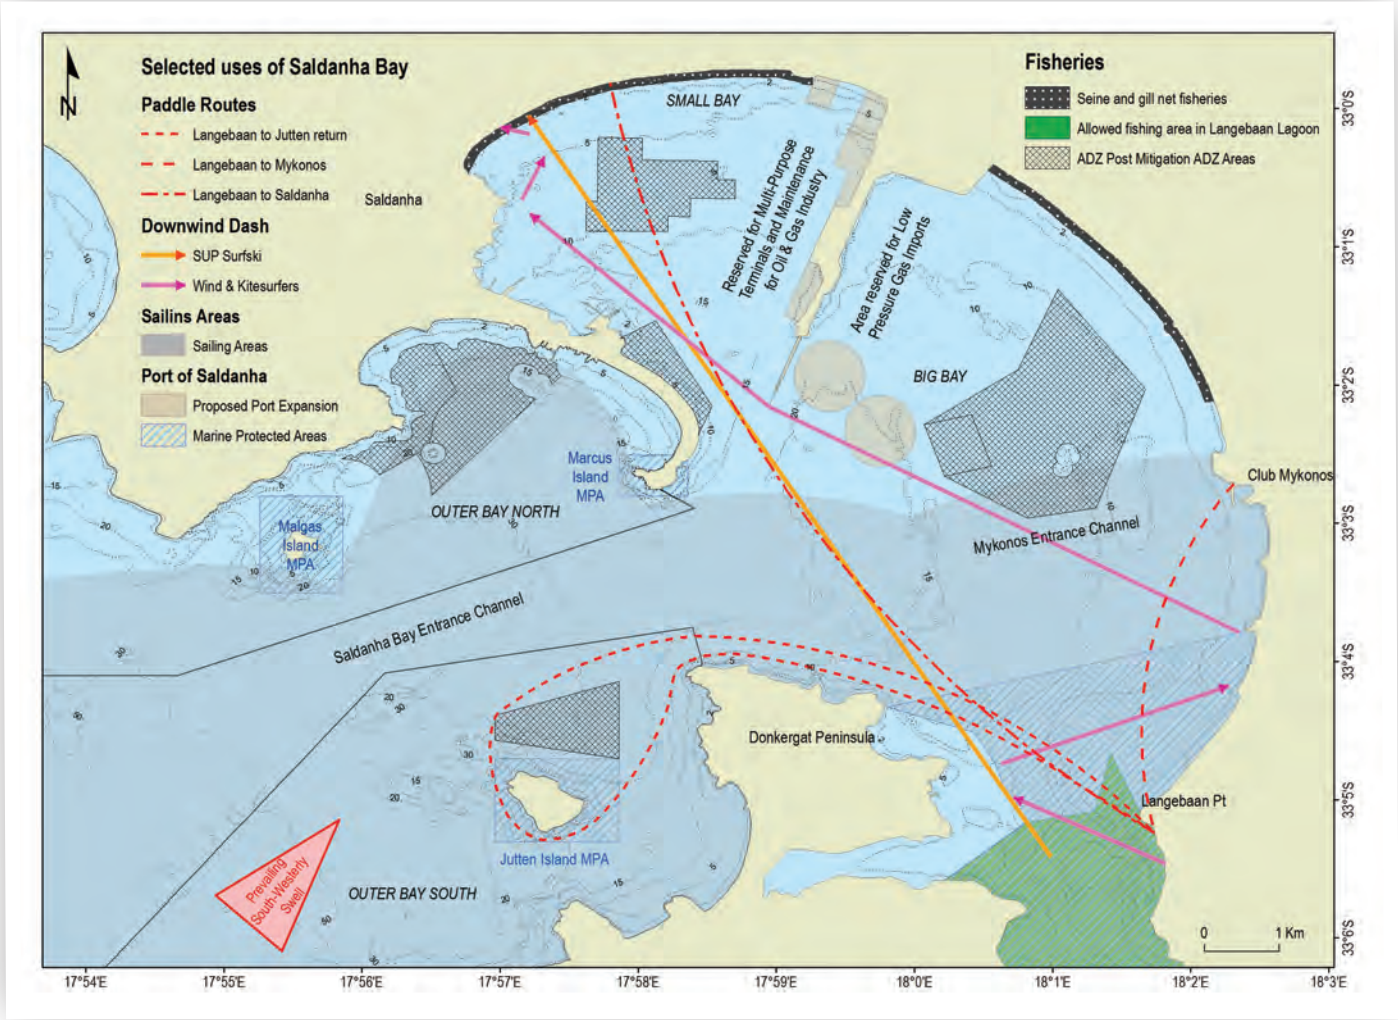 Selected uses of Saldanha Bay
N
Paddle Routes
Langebaan to Jutten return
Langebaan to Mykonos
Langebaan to Saldanha
Downwind Dash
SUP Surfski
Wind & Kitesurfers
Sailins Areas
Sailing Areas
Port of Saldanha
Proposed Port Expansion
Marine Protected Areas
Fisheries
Seine and gill net fisheries
Allowed fishing area in Langebaan Lagoon
ADZ Post Mitigation ADZ Areas
Saldanha
SMALL BAY
Reserved for Multi-Purpose
Terminals and Maintenance
for Oil & Gas Industry
Area reserved for Low
Pressure Gas Imports
BIG BAY
Marcus
Island
MPA
OUTER BAY NORTH
Malgas
Island
MPA
Club Mykonos
Mykonos Entrance Channel
Saldanha Bay Entrance Channel
Donkergat Peninsula
Langebaan Pt
Jutten Island MPA
OUTER BAY SOUTH
Prevailing
South-Westerly
Swell
0 1 Km
33°0'S
33°1'S
33°2'S
33°3'S
33°4'S
33°5'S
33°6'S
17°54'E
17°55'E
17°56'E
17°57'E
17°58'E
17°59'E
18°0'E
18°1'E
18°2'E
18°3'E